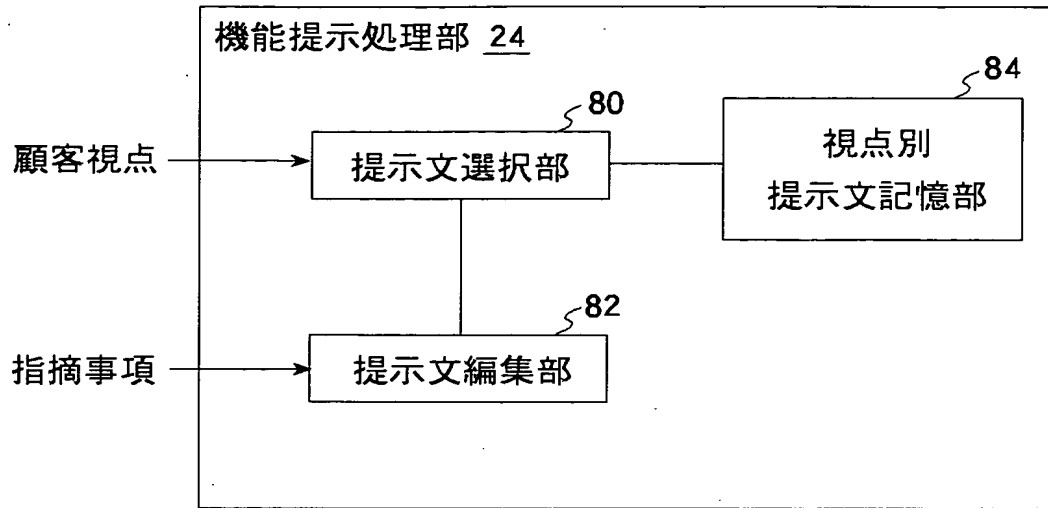 機能提示処理部 24
84
80
視点別
提示文記憶部
顧客視点
提示文選択部
82
指摘事項
提示文編集部